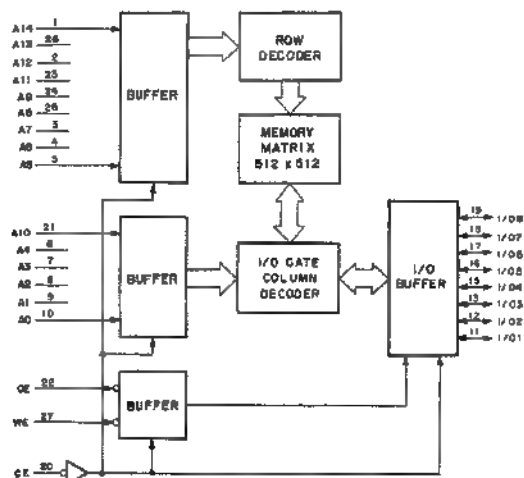 A14 1
A13 26
A12 2
A11 23
A9 24
A8 25
A7 3
A6 4
A5 5
BUFFER
ROW
DECODER
MEMORY
MATRIX
512 x 512
A10 21
A4 6
A3 7
A2 8
A1 9
A0 10
BUFFER
I/O GATE
COLUMN
DECODER
I/O
BUFFER
19 I/O8
18 I/O7
17 I/O6
16 I/O5
15 I/O4
13 I/O3
12 I/O2
11 I/O1
OE 22
WE 27
BUFFER
CE 20